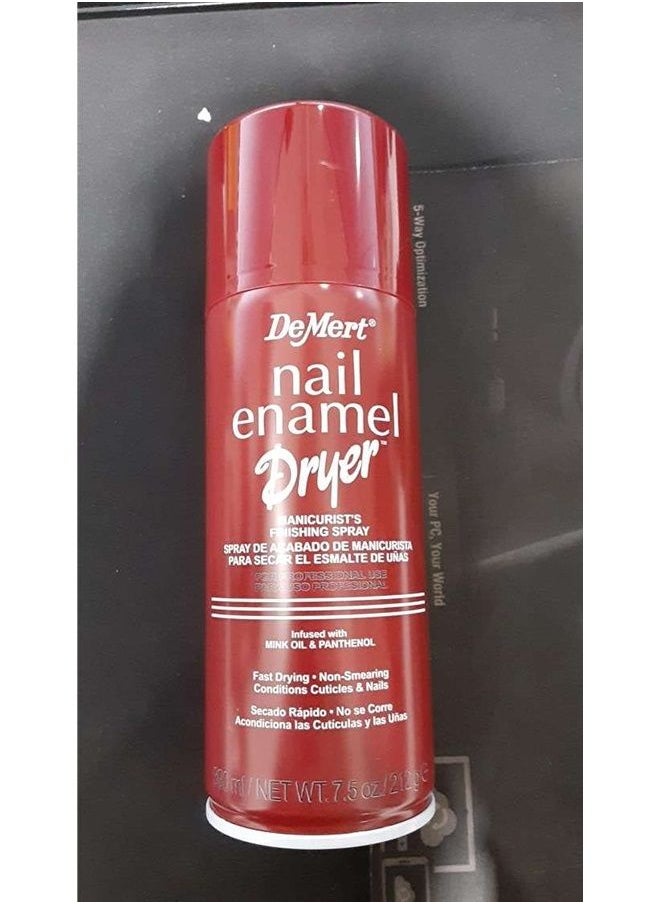 DeMert®
nail
enamel
Dryer™
MANICURIST'S
FINISHING SPRAY
SPRAY DE ACABADO DE MANICURISTA
PARA SECAR EL ESMALTE DE UÑAS
FOR PROFESSIONAL USE
PARA USO PROFESIONAL
Infused with
MINK OIL & PANTHENOL
Fast Drying • Non-Smearing
Conditions Cuticles & Nails
Secado Rápido • No se Corre
Acondiciona las Cutículas y las Uñas
NET WT. 7.5 oz./212g
5-Way Optimization
Your PC, Your World